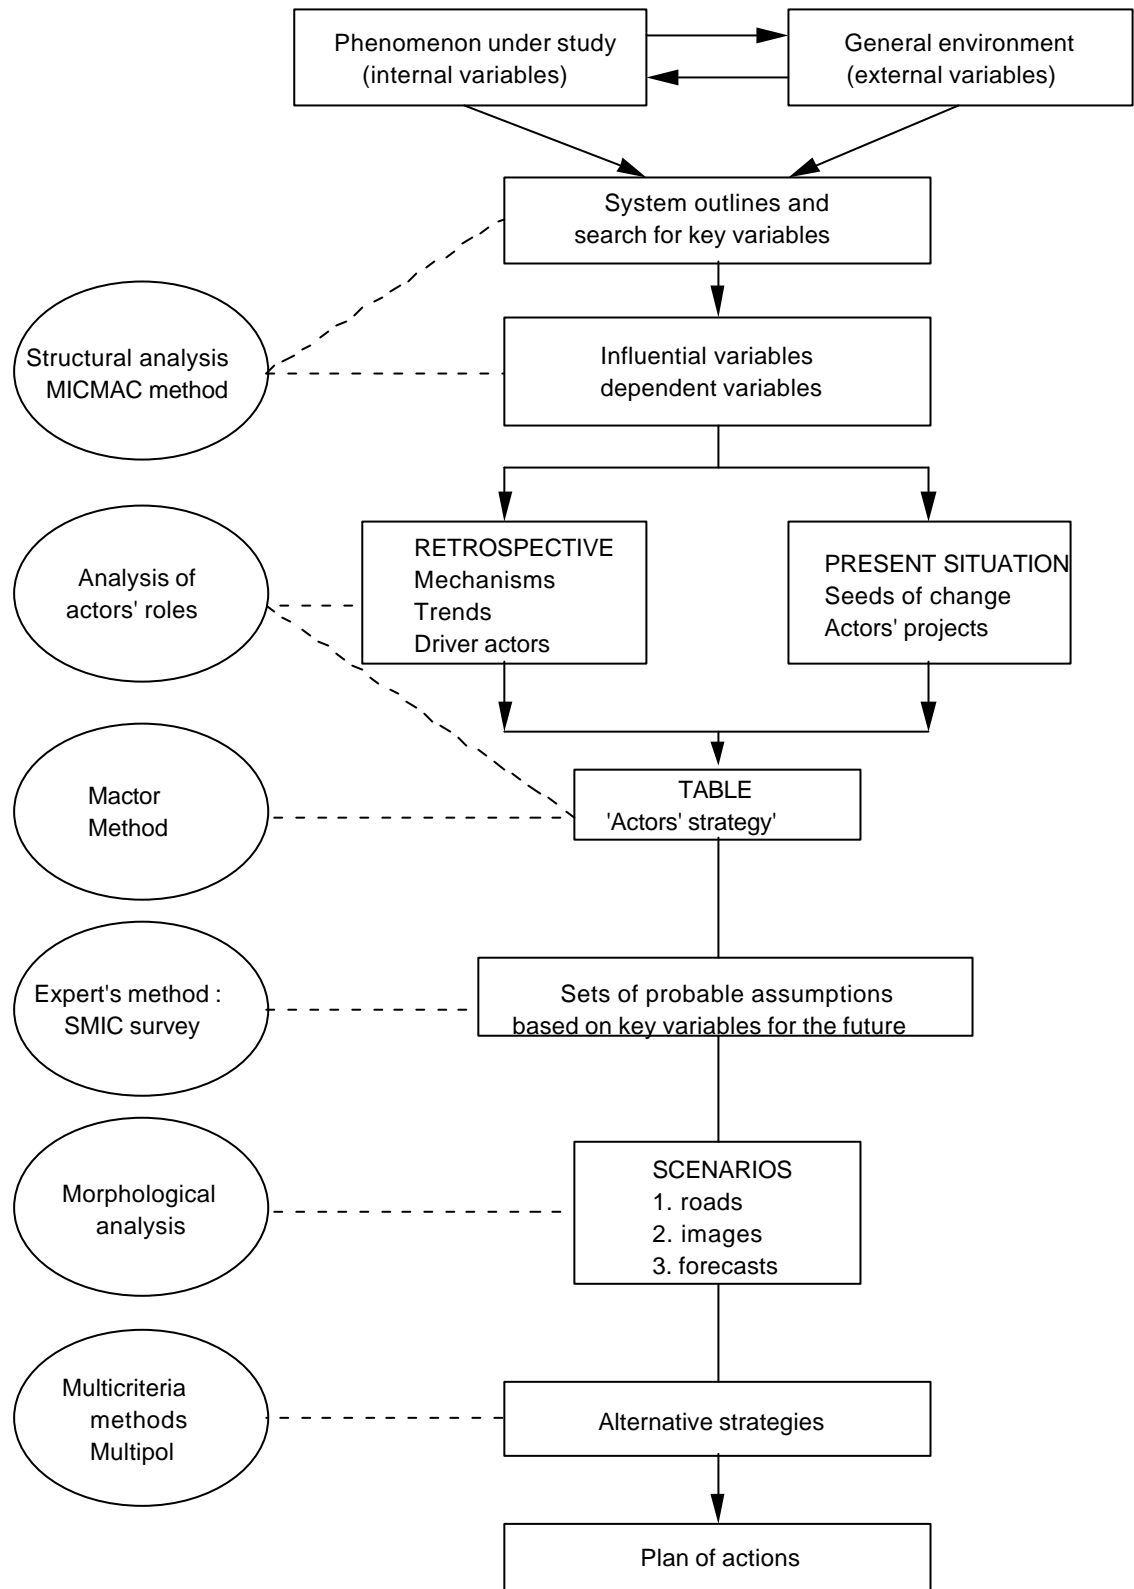 Phenomenon under study
(internal variables)
General environment
(external variables)
System outlines and
search for key variables
Structural analysis
MICMAC method
Influential variables
dependent variables
Analysis of
actors' roles
RETROSPECTIVE
Mechanisms
Trends
Driver actors
PRESENT SITUATION
Seeds of change
Actors' projects
Mactor
Method
TABLE
'Actors' strategy'
Expert's method :
SMIC survey
Sets of probable assumptions
based on key variables for the future
Morphological
analysis
SCENARIOS
1. roads
2. images
3. forecasts
Multicriteria
methods
Multipol
Alternative strategies
Plan of actions